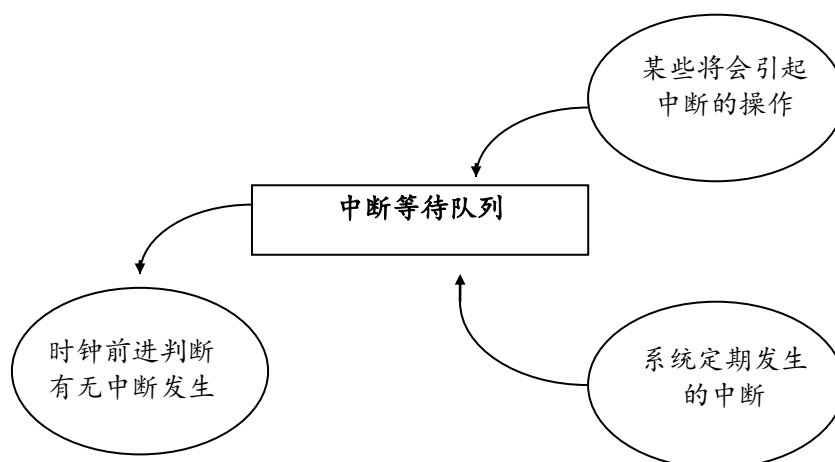 某些将会引起
中断的操作
中断等待队列
时钟前进判断
有无中断发生
系统定期发生
的中断